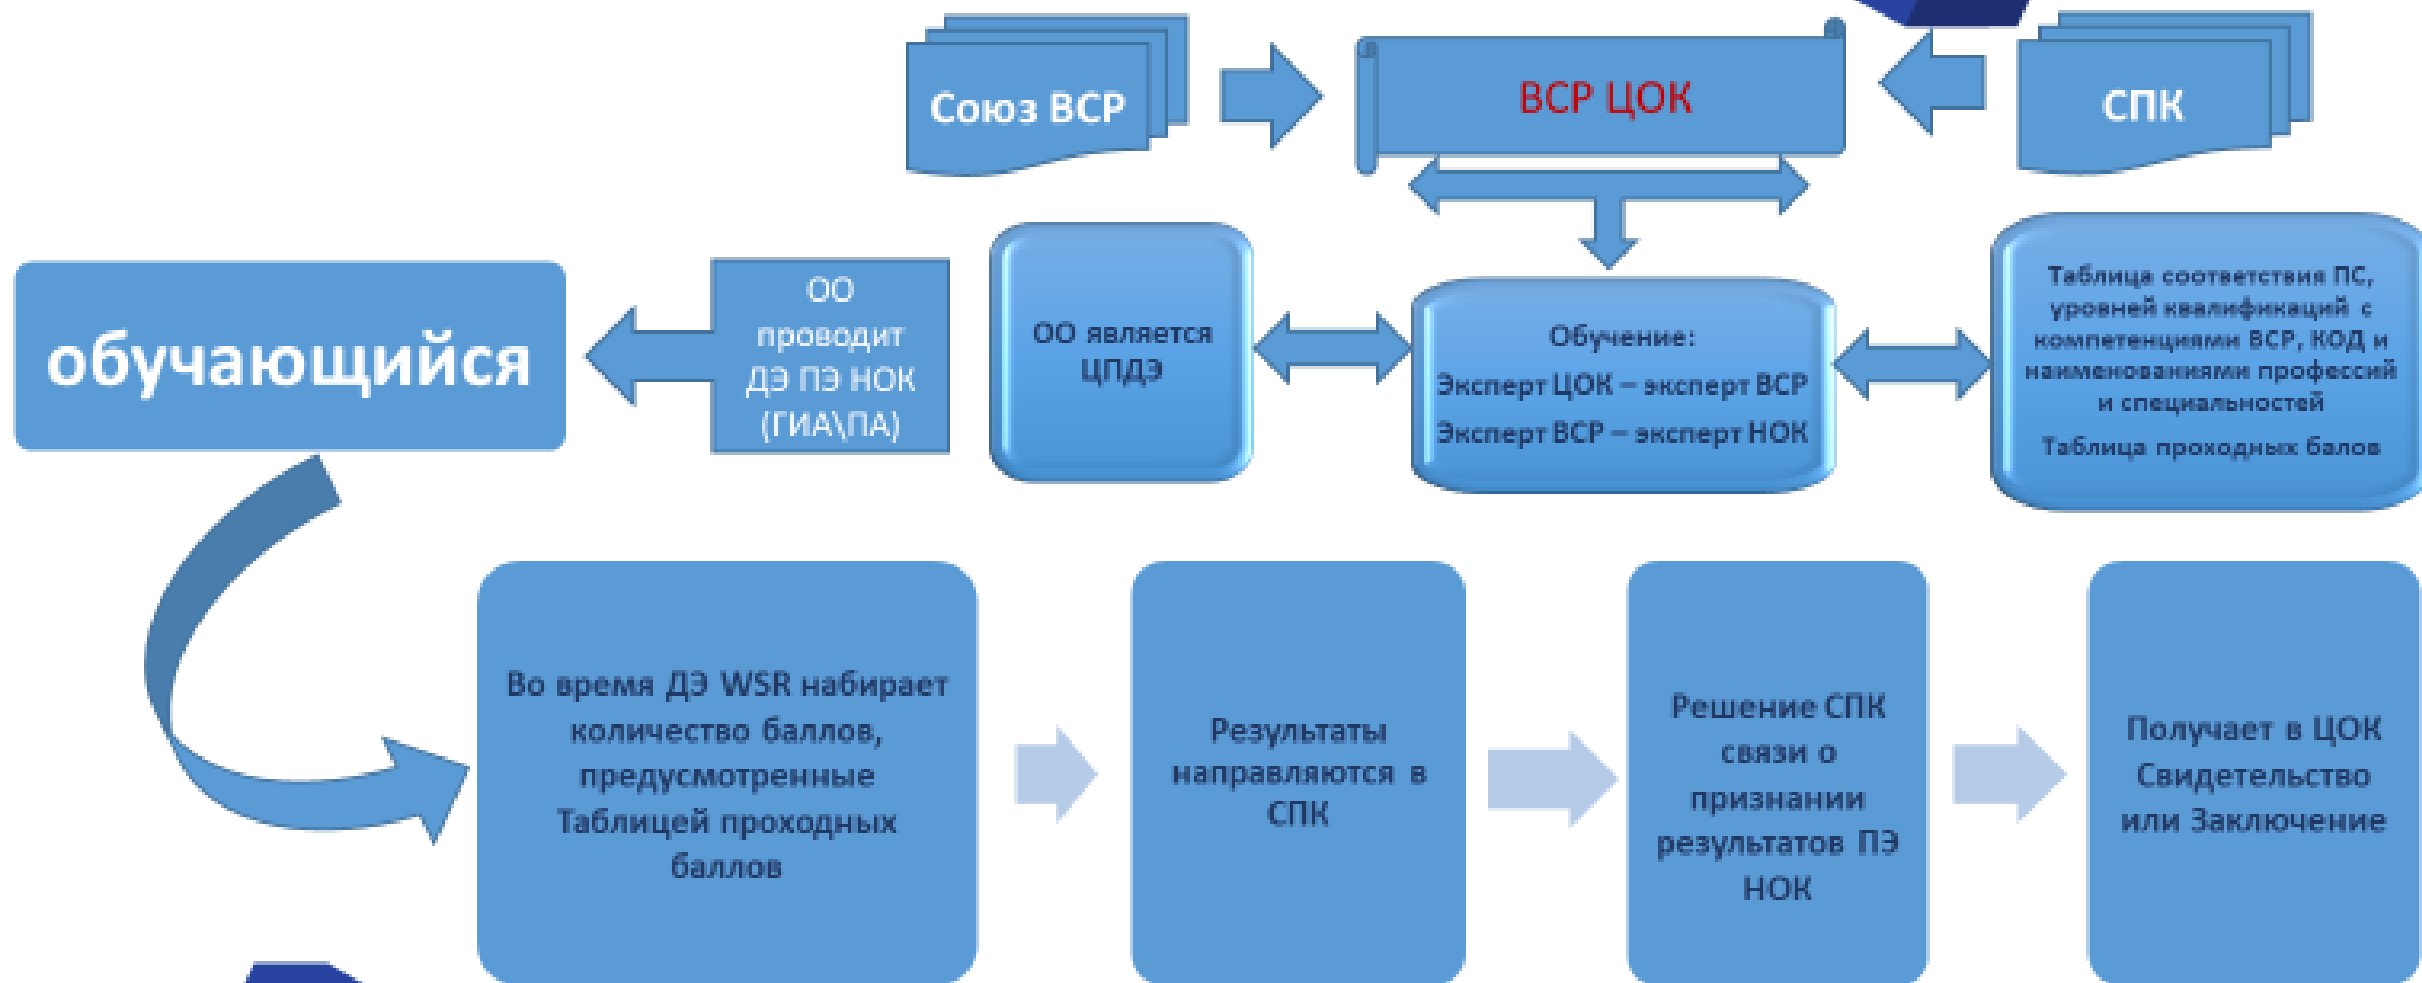 Союз ВСР
ВСР ЦОК
СПК
обучающийся
ОО
проводит
ДЭ ПЭ НОК
(ГИА\ПА)
ОО является
ЦПДЭ
Обучение:
Эксперт ЦОК – эксперт ВСР
Эксперт ВСР – эксперт НОК
Таблица соответствия ПС,
уровней квалификаций с
компетенциями ВСР, КОД и
наименованиями профессий
и специальностей
Таблица проходных балов
Во время ДЭ WSR набирает
количество баллов,
предусмотренные
Таблицей проходных
баллов
Результаты
направляются в
СПК
Решение СПК
связи о
признании
результатов ПЭ
НОК
Получает в ЦОК
Свидетельство
или Заключение